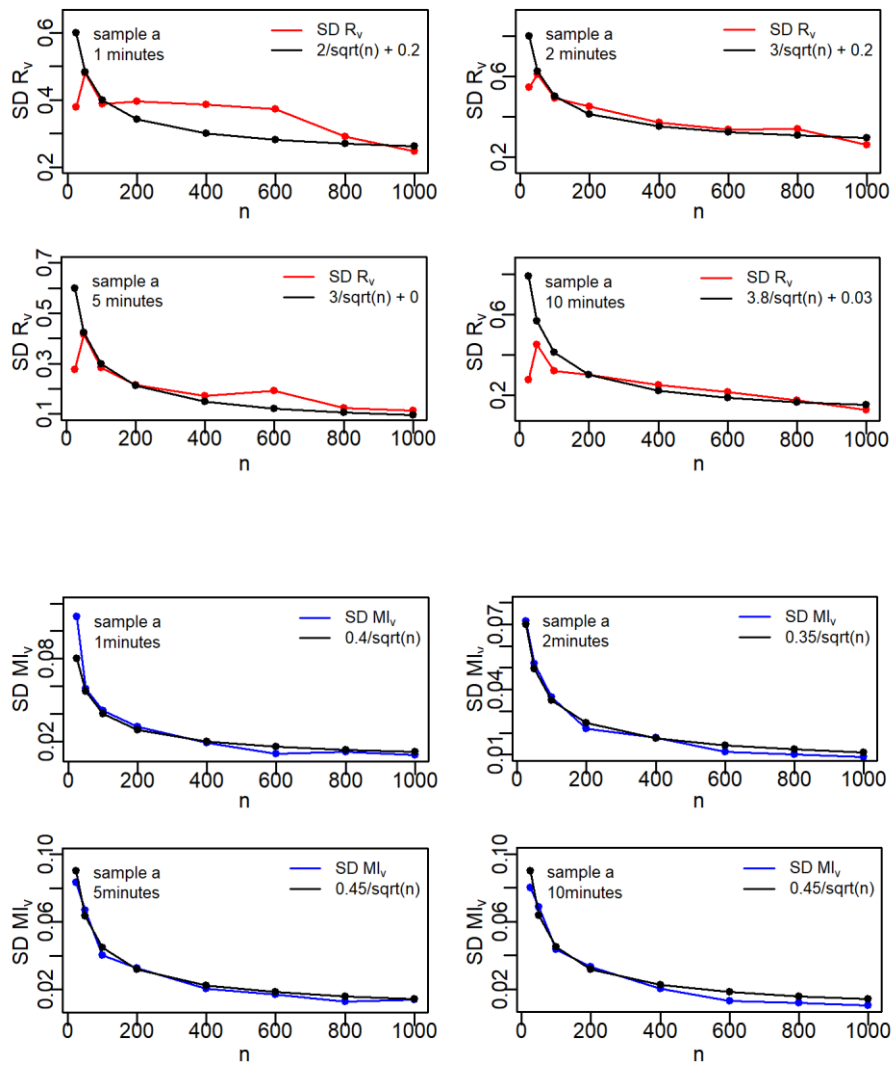 sample a
1 minutes
SD Rv
2/sqrt(n) + 0.2
SD Rv
0.2 0.4 0.6
0 200 400 600 800 1000
n
sample a
2 minutes
SD Rv
3/sqrt(n) + 0.2
SD Rv
0.2 0.6
0 200 400 600 800 1000
n
sample a
5 minutes
SD Rv
3/sqrt(n) + 0
SD Rv
0.1 0.3 0.5 0.7
0 200 400 600 800 1000
n
sample a
10 minutes
SD Rv
3.8/sqrt(n) + 0.03
SD Rv
0.2 0.6
0 200 400 600 800 1000
n
sample a
1minutes
SD MIv
0.4/sqrt(n)
SD MIv
0.02 0.08
0 200 400 600 800 1000
n
sample a
2minutes
SD MIv
0.35/sqrt(n)
SD MIv
0.01 0.04 0.07
0 200 400 600 800 1000
n
sample a
5minutes
SD MIv
0.45/sqrt(n)
SD MIv
0.02 0.06 0.10
0 200 400 600 800 1000
n
sample a
10minutes
SD MIv
0.45/sqrt(n)
SD MIv
0.02 0.06 0.10
0 200 400 600 800 1000
n